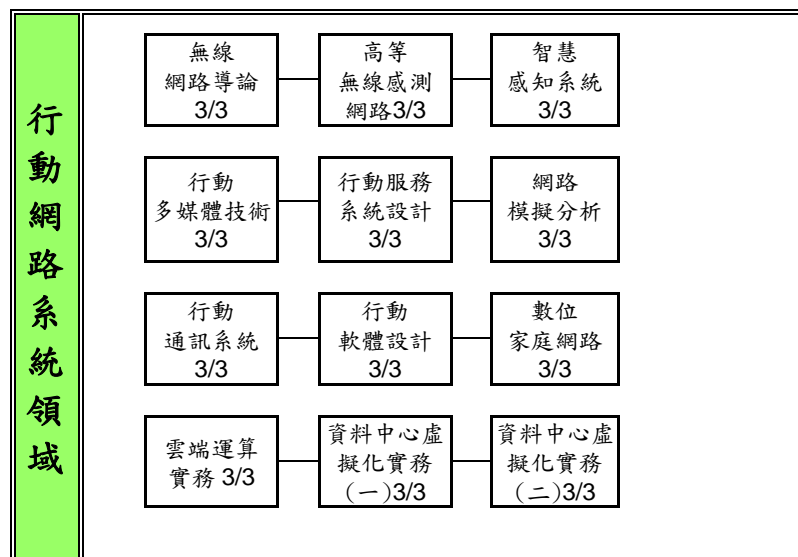 行動網路系統領域
無線
網路導論
3/3
高等
無線感測
網路3/3
智慧
感知系統
3/3
行動
多媒體技術
3/3
行動服務
系統設計
3/3
網路
模擬分析
3/3
行動
通訊系統
3/3
行動
軟體設計
3/3
數位
家庭網路
3/3
雲端運算
實務 3/3
資料中心虛
擬化實務
(一)3/3
資料中心虛
擬化實務
(二)3/3